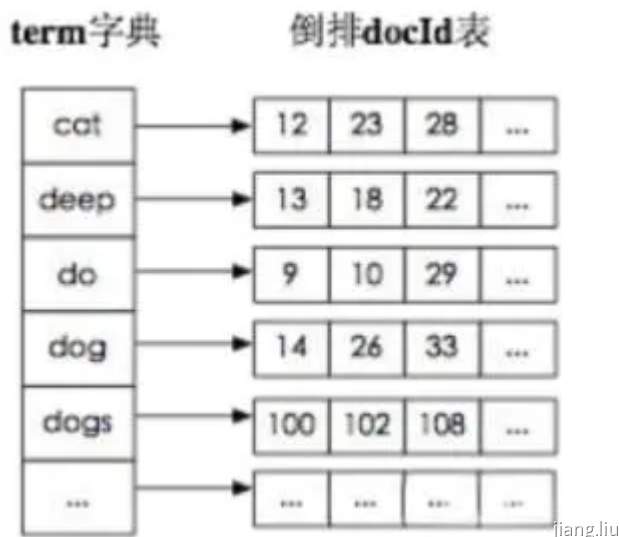 term字典 倒排docId表
cat 12 23 28 ...
deep 13 18 22 ...
do 9 10 29 ...
dog 14 26 33 ...
dogs 100 102 108 ...
... ... ... ... ...
jiang.liu